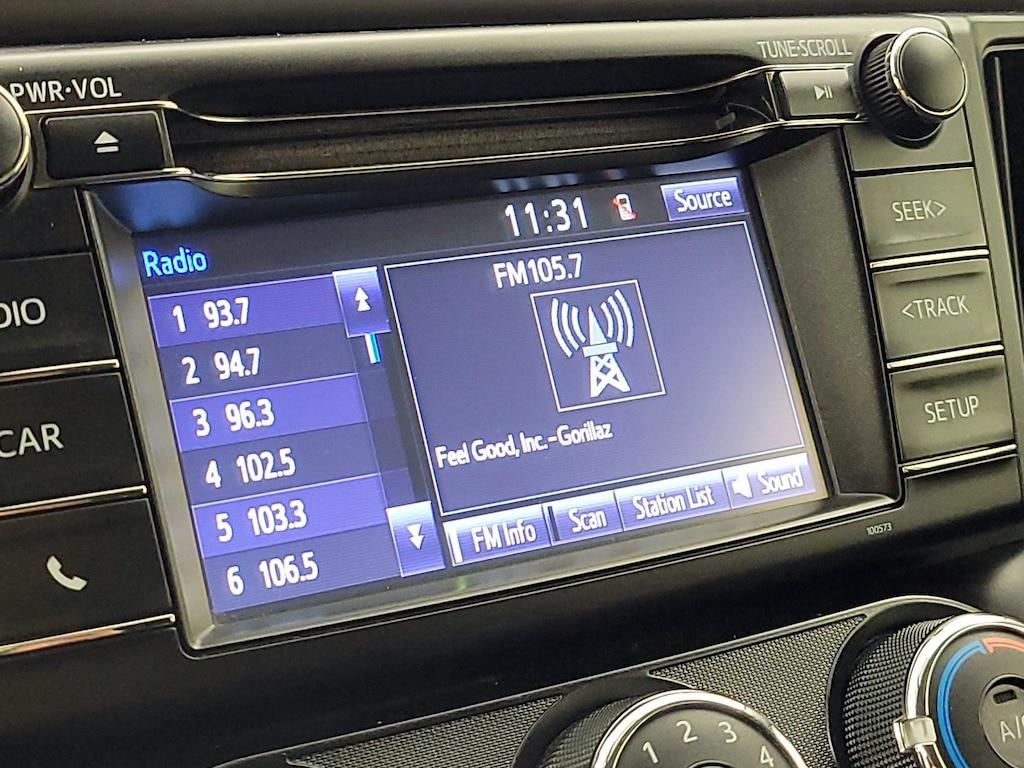 PWR·VOL
TUNE·SCROLL
SEEK>
<TRACK
SETUP
DIO
CAR
11:31
Source
Radio
FM105.7
1 93.7
2 94.7
3 96.3
4 102.5
5 103.3
6 106.5
Feel Good, Inc.-Gorillaz
FM Info
Scan
Station List
Sound
100573
1 2 3 4
A/